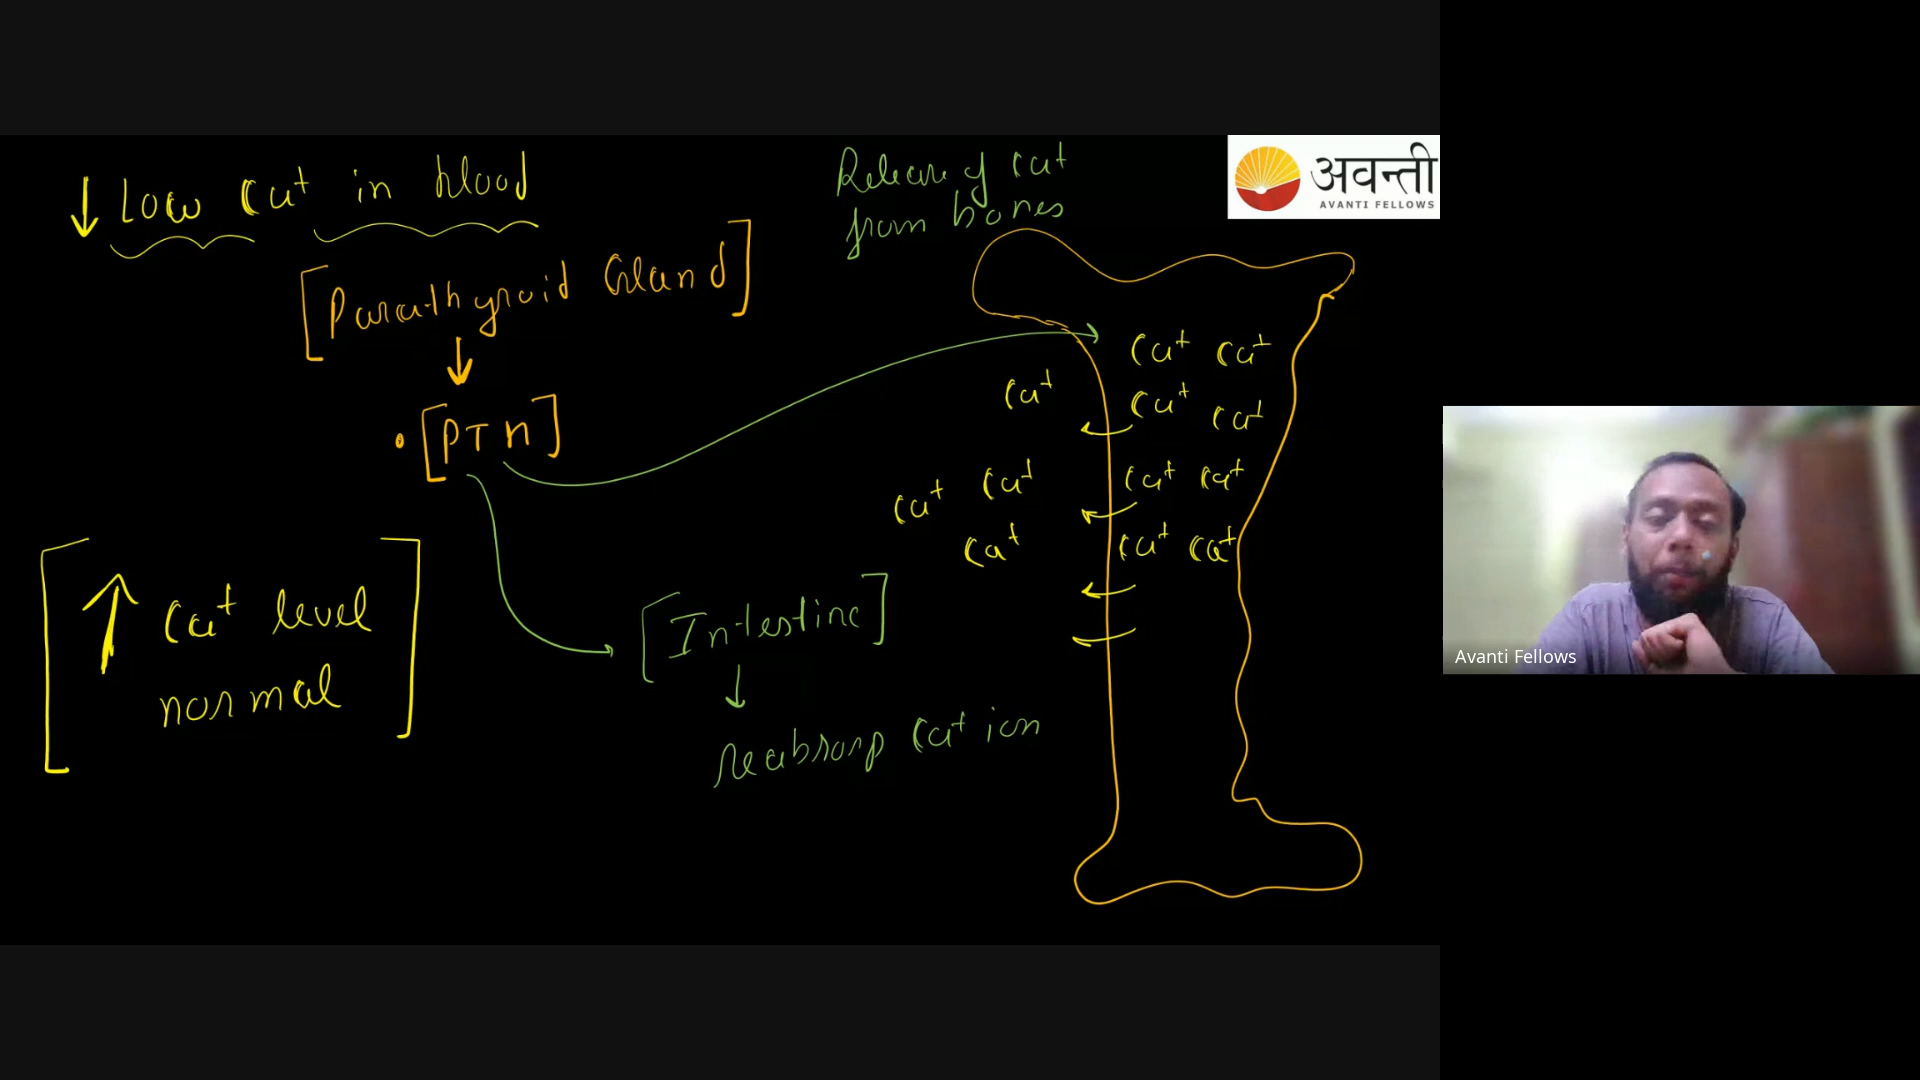 ↓ Low Ca+ in blood
[Parathyroid Gland]
↓
• [PTH]
[↑ Ca+ level
normal]
[Intestine]
↓
Reabsorp Ca+ ion
Release of Ca+
from bones
Ca+ Ca+
Ca+ Ca+ Ca+
Ca+ Ca+ Ca+ Ca+
Ca+ Ca+ Ca+
अवन्ती
AVANTI FELLOWS
Avanti Fellows